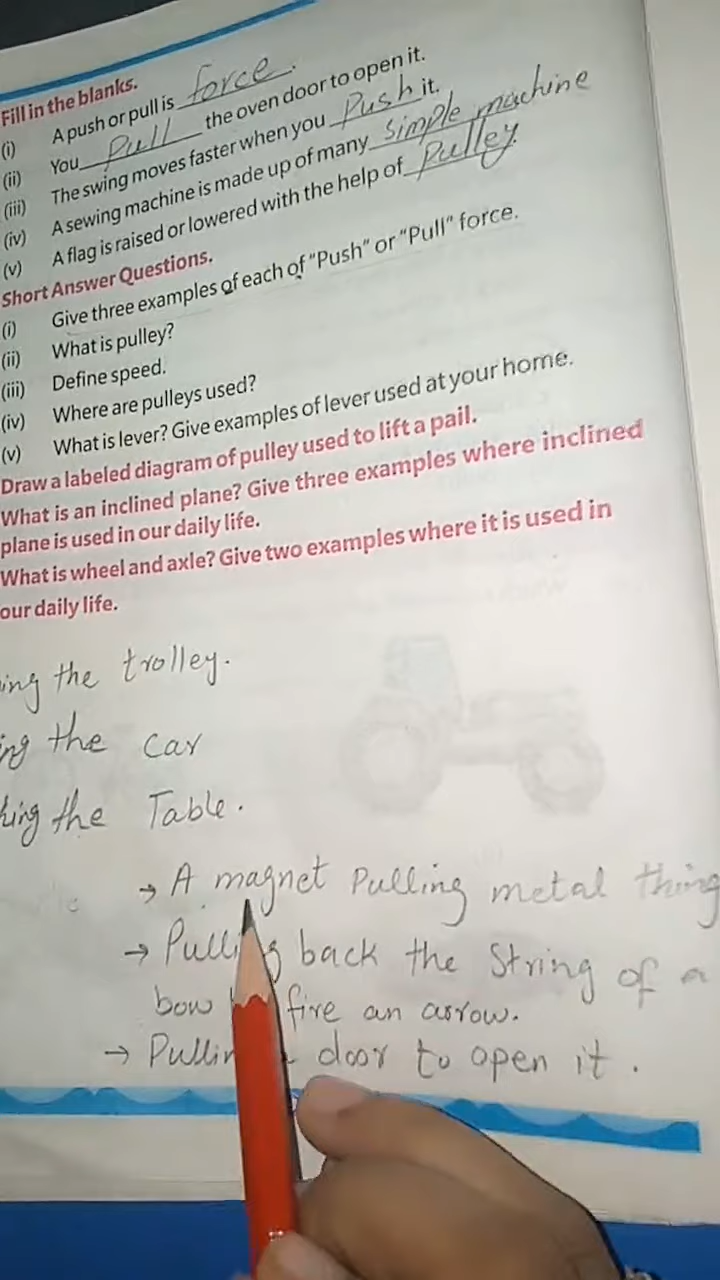 Fill in the blanks.
(i) A push or pull is force.
(ii) You Pull the oven door to open it.
(iii) The swing moves faster when you Push it.
(iv) A sewing machine is made up of many simple machine
(v) A flag is raised or lowered with the help of Pulley.
Short Answer Questions.
(i) Give three examples of each of "Push" or "Pull" force.
(ii) What is pulley?
(iii) Define speed.
(iv) Where are pulleys used?
(v) What is lever? Give examples of lever used at your home.
Draw a labeled diagram of pulley used to lift a pail.
What is an inclined plane? Give three examples where inclined
plane is used in our daily life.
What is wheel and axle? Give two examples where it is used in
our daily life.
ing the trolley.
ng the car
hing the Table.
→ A magnet Pulling metal thing
→ Pulling back the String of a
bow fire an arrow.
→ Pullin door to open it.